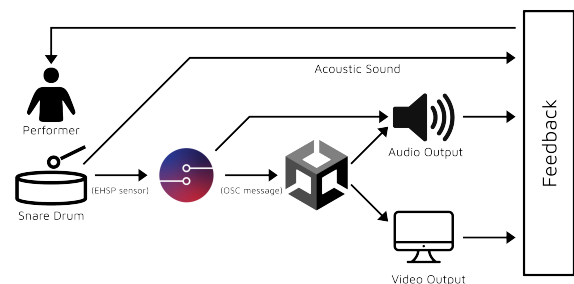 Acoustic Sound
Performer
Audio Output
Feedback
(EHSP sensor)
(OSC message)
Snare Drum
Video Output